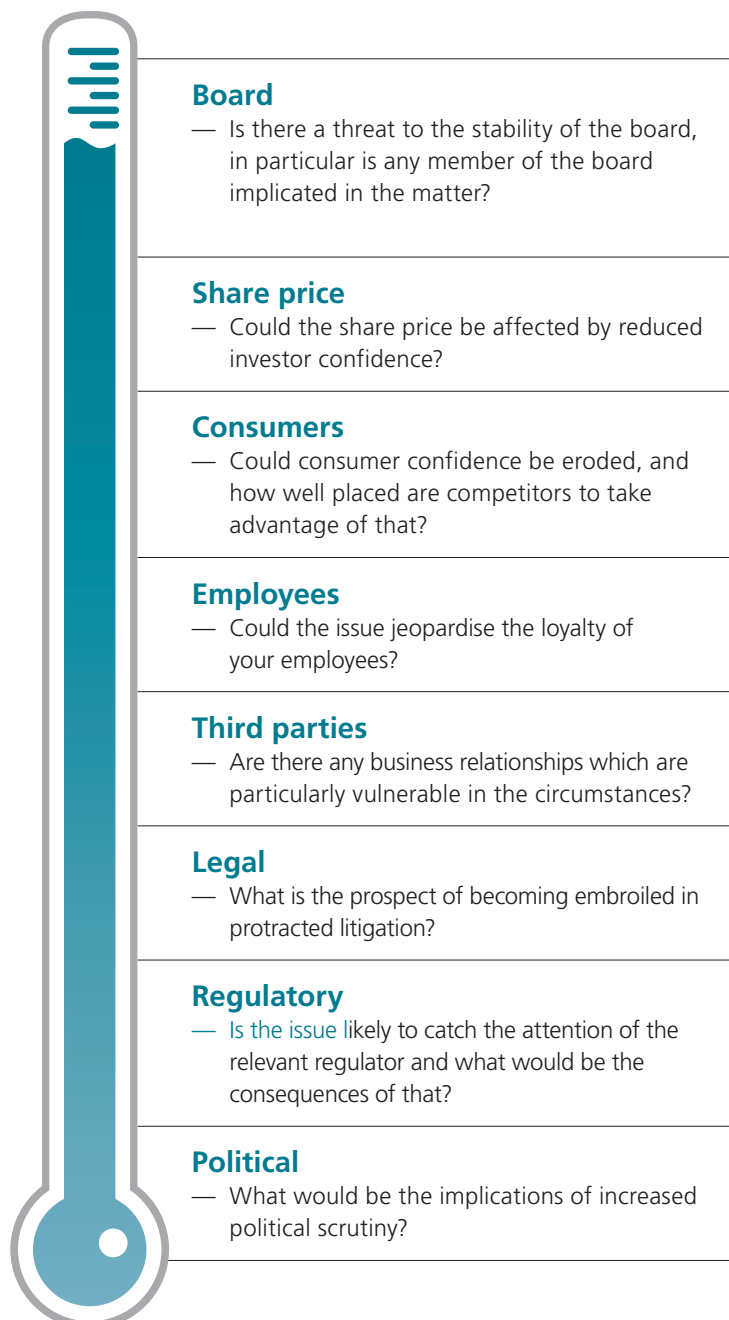 Board
— Is there a threat to the stability of the board,
in particular is any member of the board
implicated in the matter?
Share price
— Could the share price be affected by reduced
investor confidence?
Consumers
— Could consumer confidence be eroded, and
how well placed are competitors to take
advantage of that?
Employees
— Could the issue jeopardise the loyalty of
your employees?
Third parties
— Are there any business relationships which are
particularly vulnerable in the circumstances?
Legal
— What is the prospect of becoming embroiled in
protracted litigation?
Regulatory
— Is the issue likely to catch the attention of the
relevant regulator and what would be the
consequences of that?
Political
— What would be the implications of increased
political scrutiny?